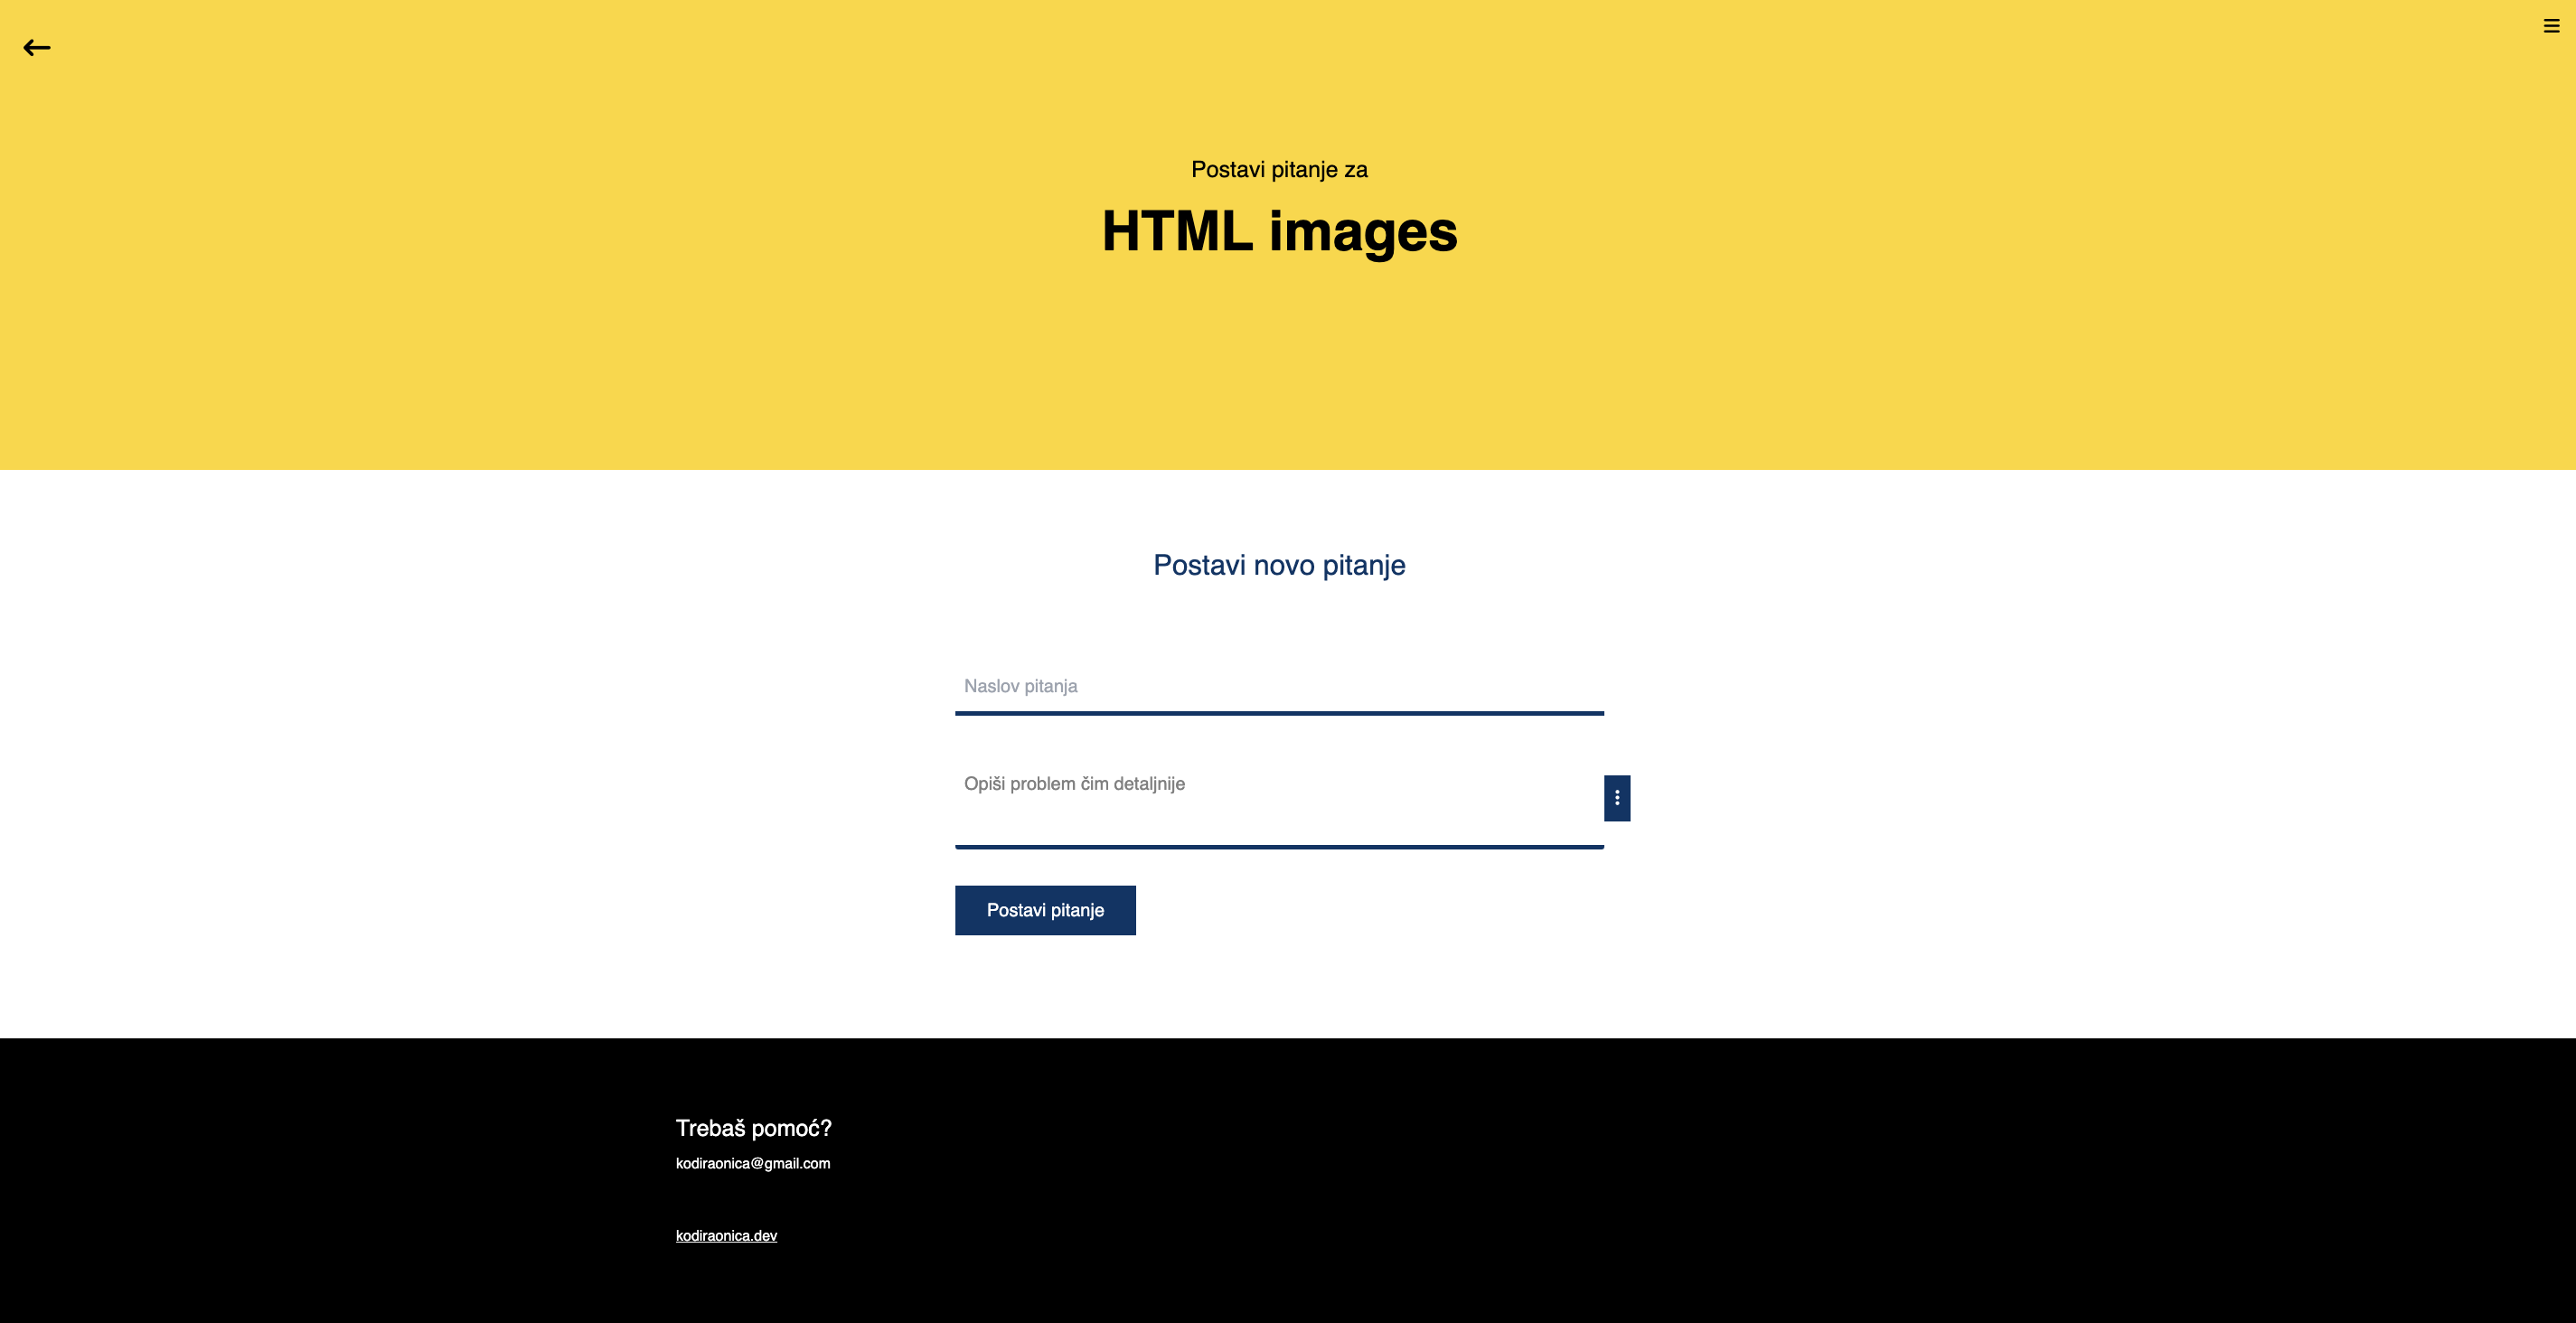 Postavi pitanje za
HTML images
Postavi novo pitanje
Naslov pitanja
Opiši problem čim detaljnije
Postavi pitanje
Trebaš pomoć?
kodiraonica@gmail.com
kodiraonica.dev